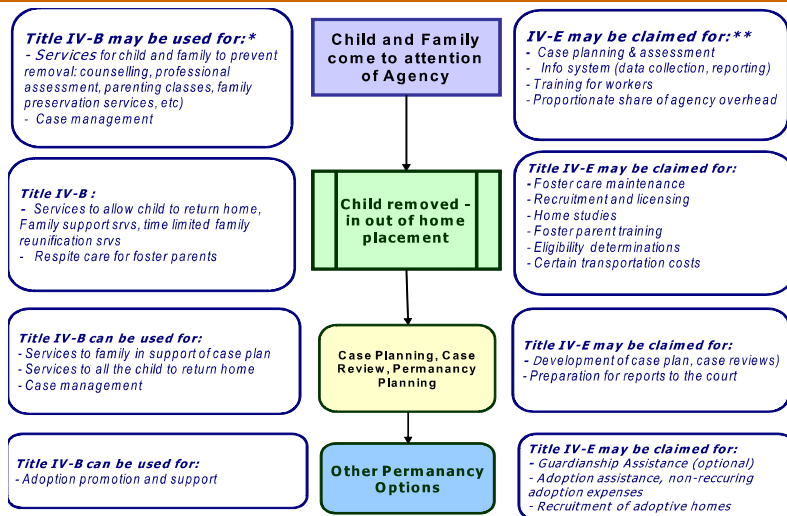 Title IV-B may be used for:*
- Services for child and family to prevent
removal: counselling, professional
assessment, parenting classes, family
preservation services, etc)
- Case management
Child and Family
come to attention
of Agency
IV-E may be claimed for:**
- Case planning & assessment
- Info system (data collection, reporting)
- Training for workers
- Proportionate share of agency overhead
Title IV-B :
- Services to allow child to return home,
Family support srvs, time limited family
reunification srvs
- Respite care for foster parents
Child removed -
in out of home
placement
Title IV-E may be claimed for:
- Foster care maintenance
- Recruitment and licensing
- Home studies
- Foster parent training
- Eligibility determinations
- Certain transportation costs
Title IV-B can be used for:
- Services to family in support of case plan
- Services to all the child to return home
- Case management
Case Planning, Case
Review, Permanancy
Planning
Title IV-E may be claimed for:
- Development of case plan, case reviews)
- Preparation for reports to the court
Title IV-B can be used for:
- Adoption promotion and support
Other Permanancy
Options
Title IV-E may be claimed for:
- Guardianship Assistance (optional)
- Adoption assistance, non-reccuring
adoption expenses
- Recruitment of adoptive homes